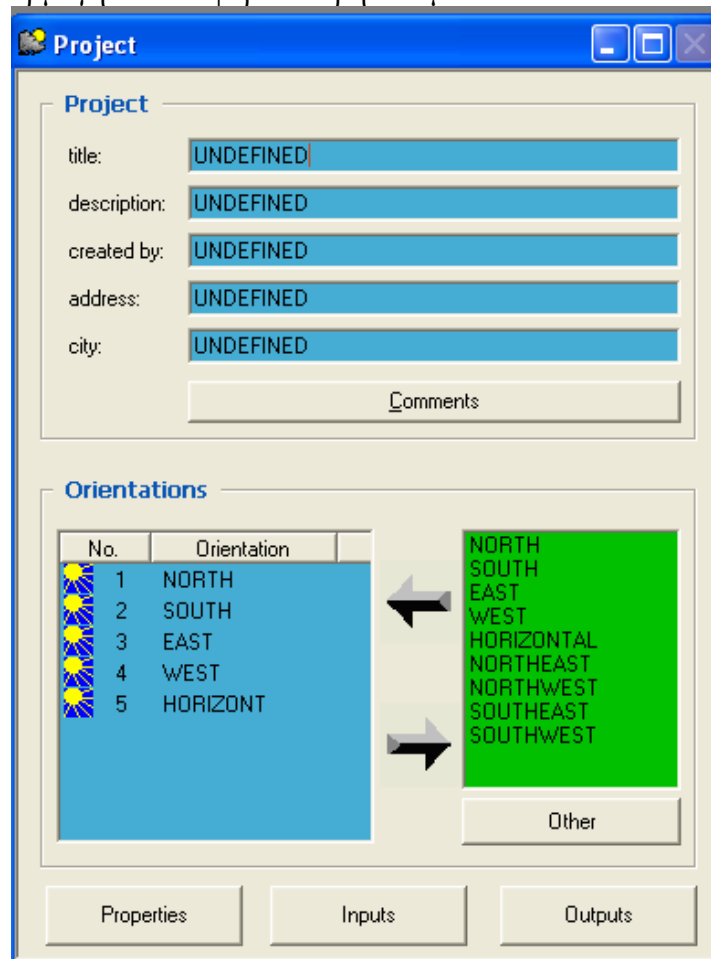 Project
Project
title: UNDEFINED
description: UNDEFINED
created by: UNDEFINED
address: UNDEFINED
city: UNDEFINED
Comments
Orientations
No. Orientation
1 NORTH
2 SOUTH
3 EAST
4 WEST
5 HORIZONT
NORTH
SOUTH
EAST
WEST
HORIZONTAL
NORTHEAST
NORTHWEST
SOUTHEAST
SOUTHWEST
Other
Properties Inputs Outputs